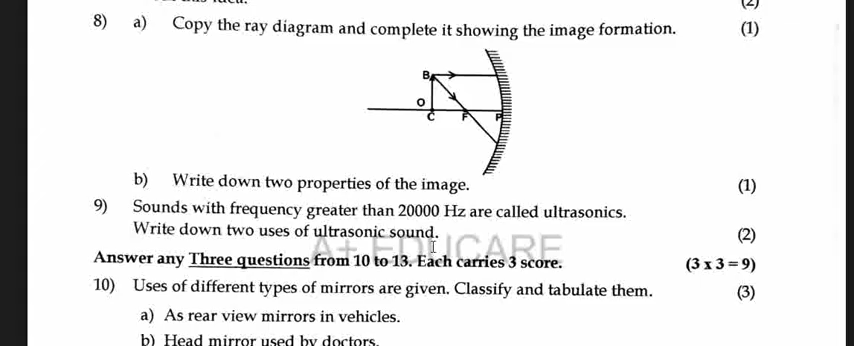 (2)
8) a) Copy the ray diagram and complete it showing the image formation. (1)
B
O
C F P
b) Write down two properties of the image. (1)
9) Sounds with frequency greater than 20000 Hz are called ultrasonics.
Write down two uses of ultrasonic sound. (2)
A+ EDUCARE
Answer any Three questions from 10 to 13. Each carries 3 score. (3 x 3 = 9)
10) Uses of different types of mirrors are given. Classify and tabulate them. (3)
a) As rear view mirrors in vehicles.
b) Head mirror used by doctors.